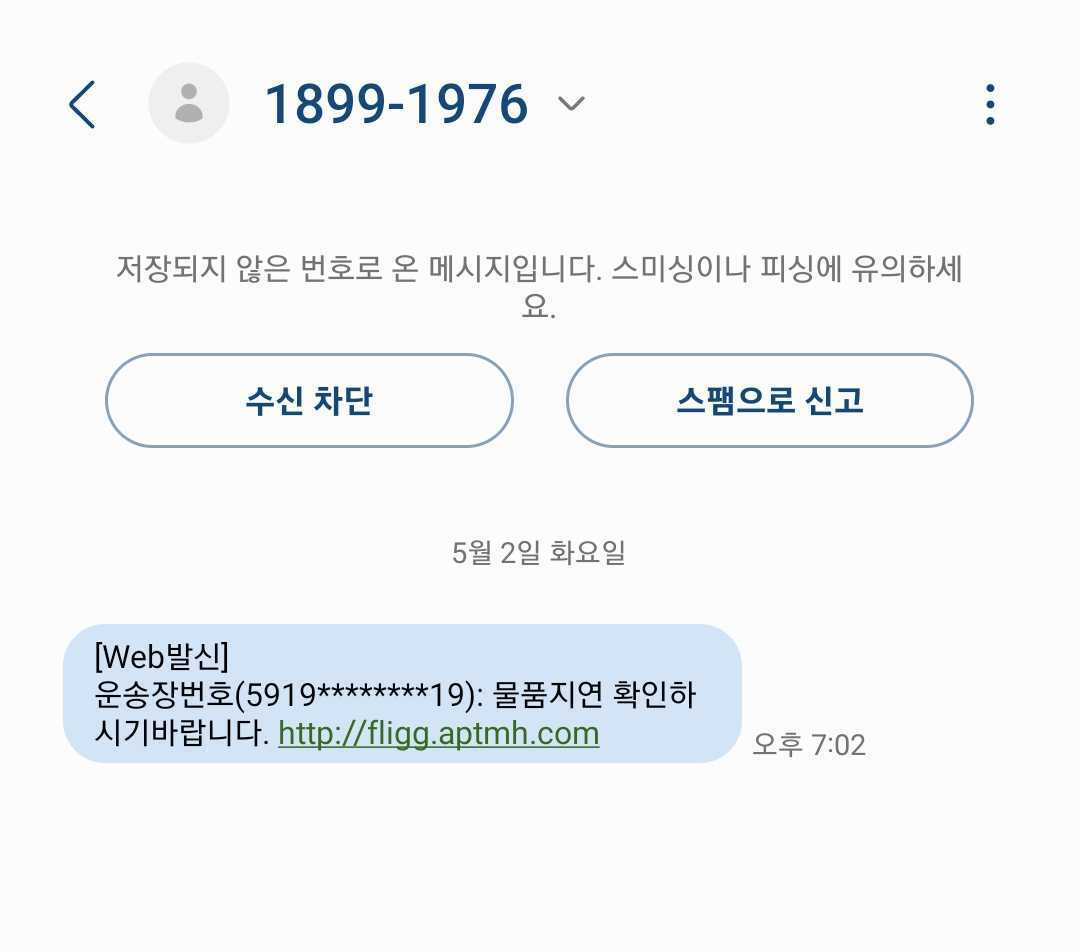 1899-1976
저장되지 않은 번호로 온 메시지입니다. 스미싱이나 피싱에 유의하세
요.
수신 차단
스팸으로 신고
5월 2일 화요일
[Web발신]
운송장번호(5919********19): 물품지연 확인하
시기바랍니다. http://fligg.aptmh.com
오후 7:02